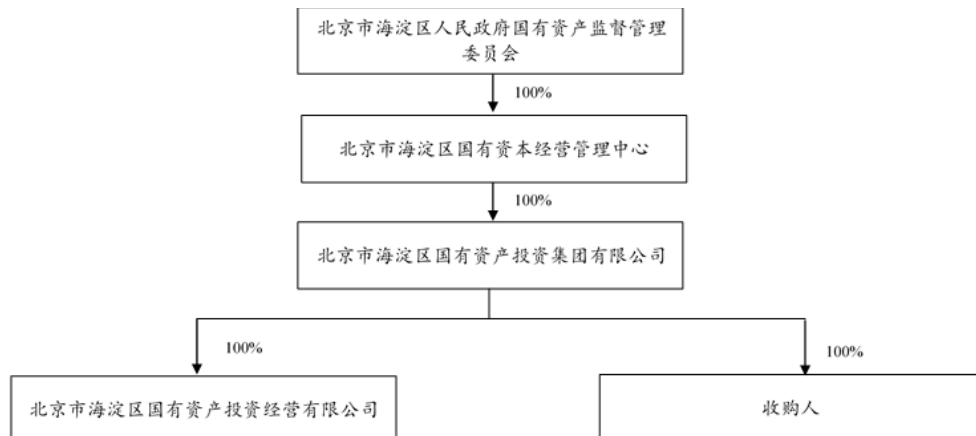 北京市海淀区人民政府国有资产监督管理
委员会
100%
北京市海淀区国有资本经营管理中心
100%
北京市海淀区国有资产投资集团有限公司
100%
100%
北京市海淀区国有资产投资经营有限公司
收购人